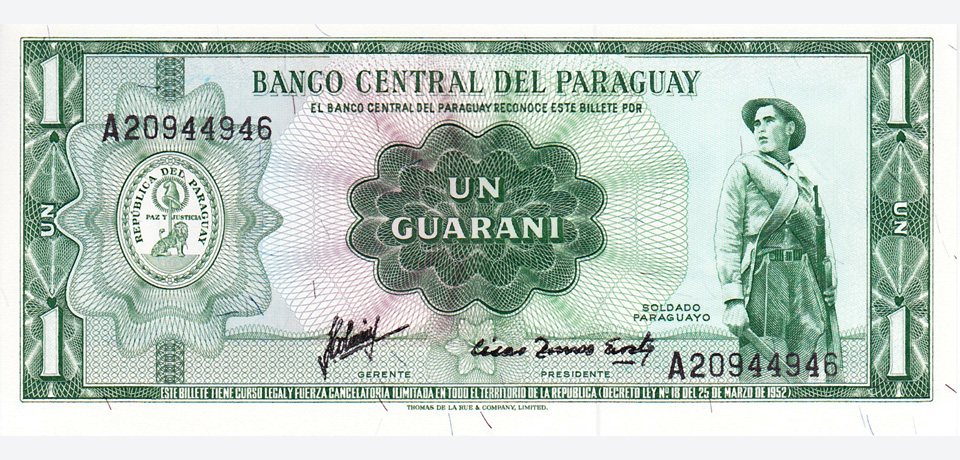 1
1
BANCO CENTRAL DEL PARAGUAY
EL BANCO CENTRAL DEL PARAGUAY RECONOCE ESTE BILLETE POR
A20944946
REPÚBLICA DEL PARAGUAY
PAZ Y JUSTICIA
UN
GUARANI
UN
UN
SOLDADO
PARAGUAYO
GERENTE
PRESIDENTE
A20944946
1
1
ESTE BILLETE TIENE CURSO LEGAL Y FUERZA CANCELATORIA ILIMITADA EN TODO EL TERRITORIO DE LA REPUBLICA (DECRETO LEY Nº 18 DEL 25 DE MARZO DE 1952)
THOMAS DE LA RUE & COMPANY, LIMITED.